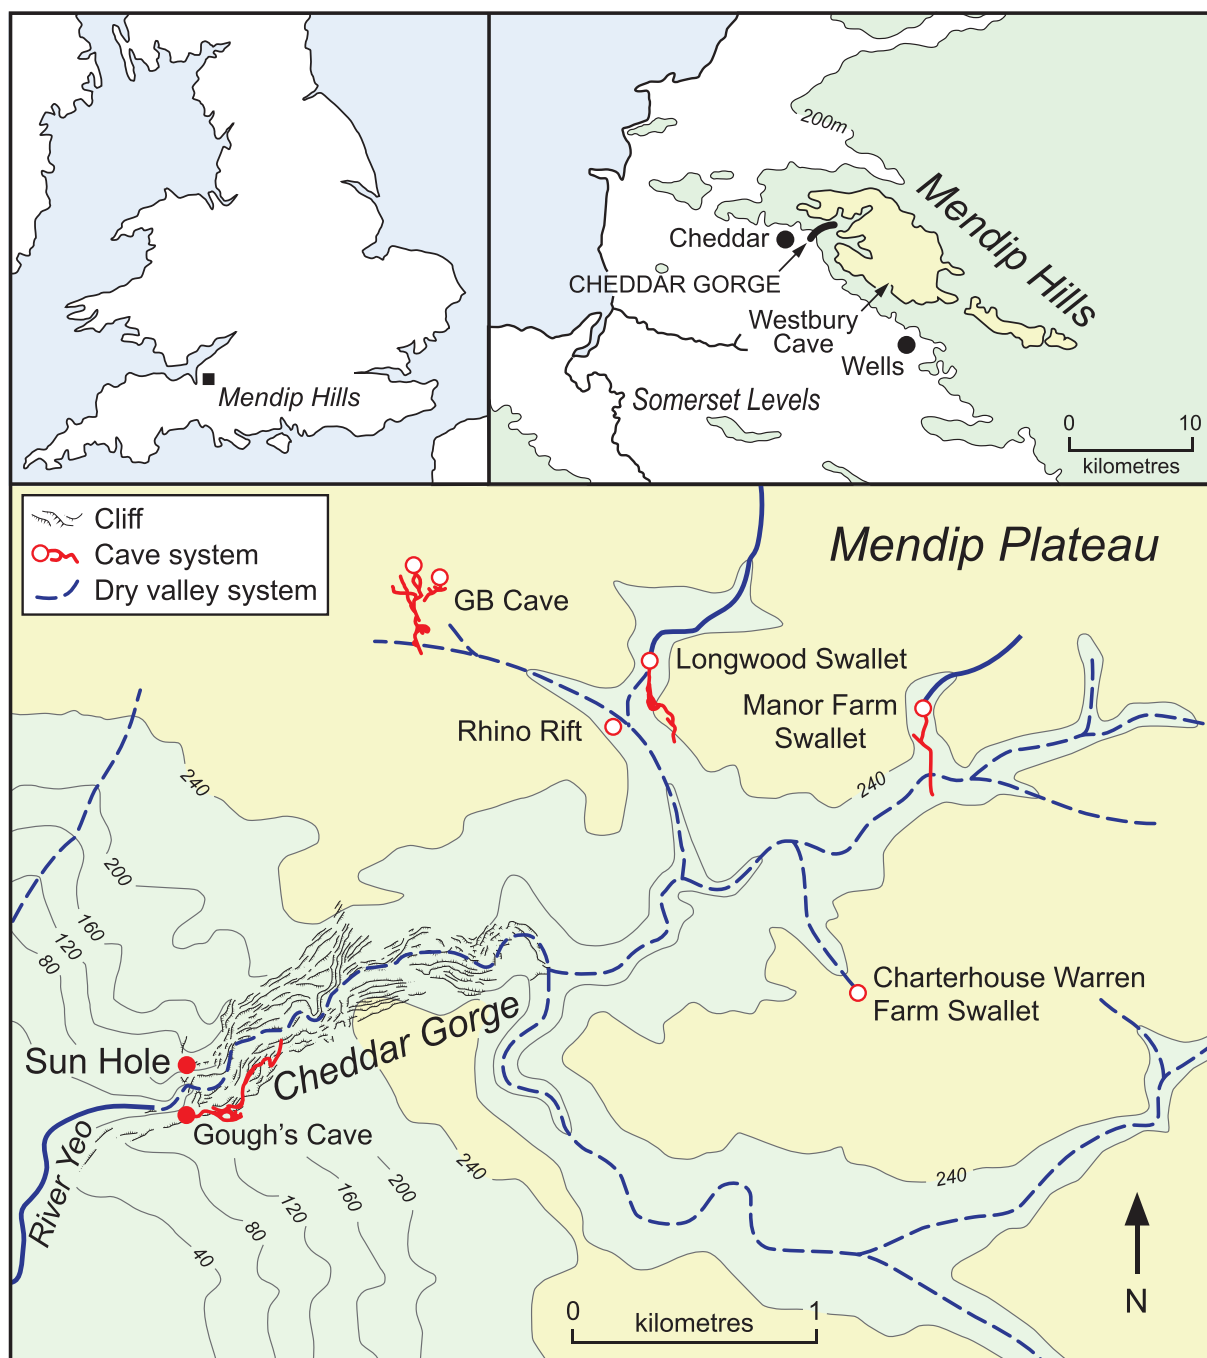 Mendip Hills
200m
Mendip Hills
Cheddar
CHEDDAR GORGE
Westbury
Cave
Wells
Somerset Levels
0 10
kilometres
Cliff
Cave system
Dry valley system
Mendip Plateau
GB Cave
Longwood Swallet
Manor Farm
Swallet
Rhino Rift
240
240
200
160
120
80
Charterhouse Warren
Farm Swallet
Cheddar Gorge
Sun Hole
Gough's Cave
River Yeo
240
240
200
160
120
80
40
0 1
kilometres
N